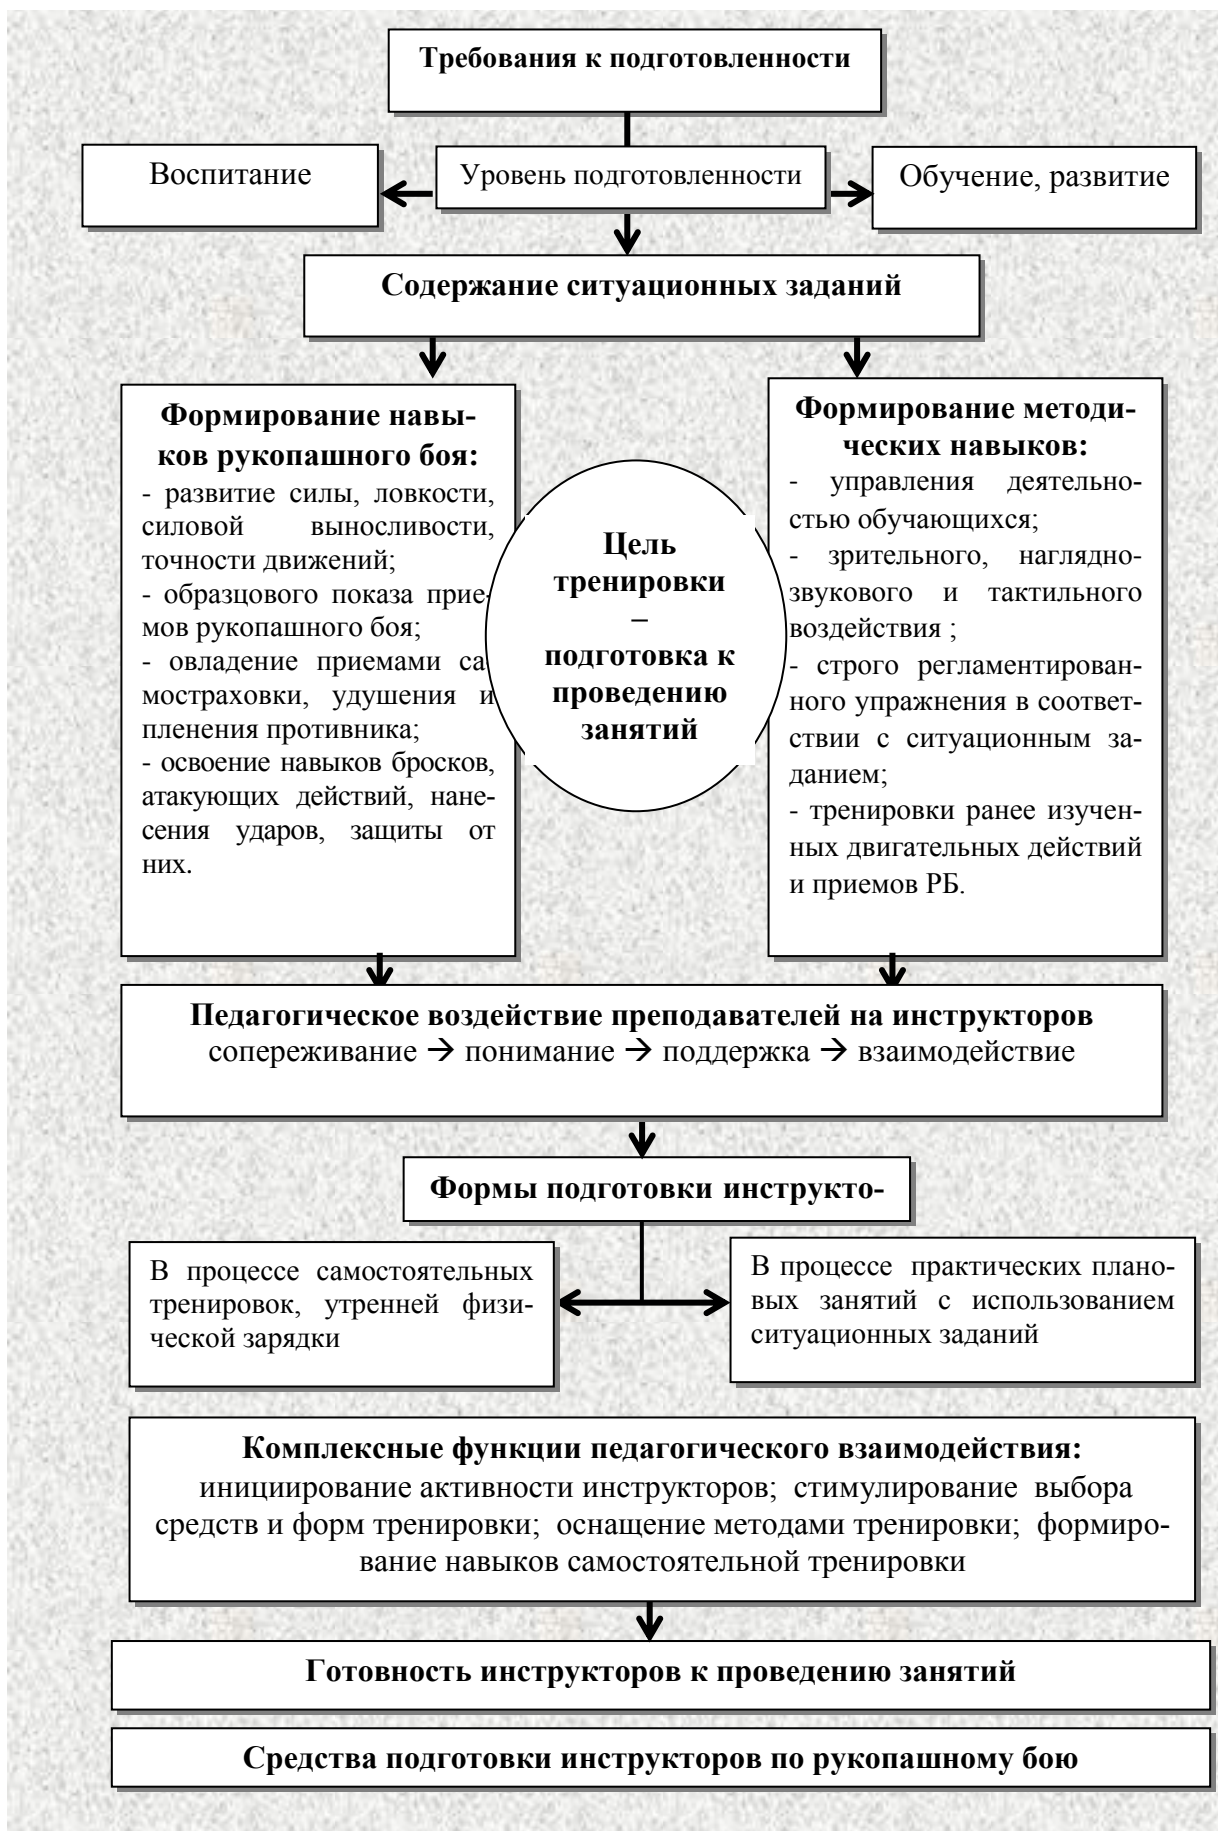 Требования к подготовленности
Воспитание
Уровень подготовленности
Обучение, развитие
Содержание ситуационных заданий
Формирование навы-
ков рукопашного боя:
- развитие силы, ловкости,
силовой выносливости,
точности движений;
- образцового показа прие-
мов рукопашного боя;
- овладение приемами са-
мостраховки, удушения и
пленения противника;
- освоение навыков бросков,
атакующих действий, нане-
сения ударов, защиты от
них.
Цель
тренировки
–
подготовка к
проведению
занятий
Формирование методи-
ческих навыков:
- управления деятельно-
стью обучающихся;
- зрительного, наглядно-
звукового и тактильного
воздействия ;
- строго регламентирован-
ного упражнения в соответ-
ствии с ситуационным за-
данием;
- тренировки ранее изучен-
ных двигательных действий
и приемов РБ.
Педагогическое воздействие преподавателей на инструкторов
сопереживание → понимание → поддержка → взаимодействие
Формы подготовки инструкто-
В процессе самостоятельных
тренировок, утренней физи-
ческой зарядки
В процессе практических плано-
вых занятий с использованием
ситуационных заданий
Комплексные функции педагогического взаимодействия:
инициирование активности инструкторов; стимулирование выбора
средств и форм тренировки; оснащение методами тренировки; формиро-
вание навыков самостоятельной тренировки
Готовность инструкторов к проведению занятий
Средства подготовки инструкторов по рукопашному бою